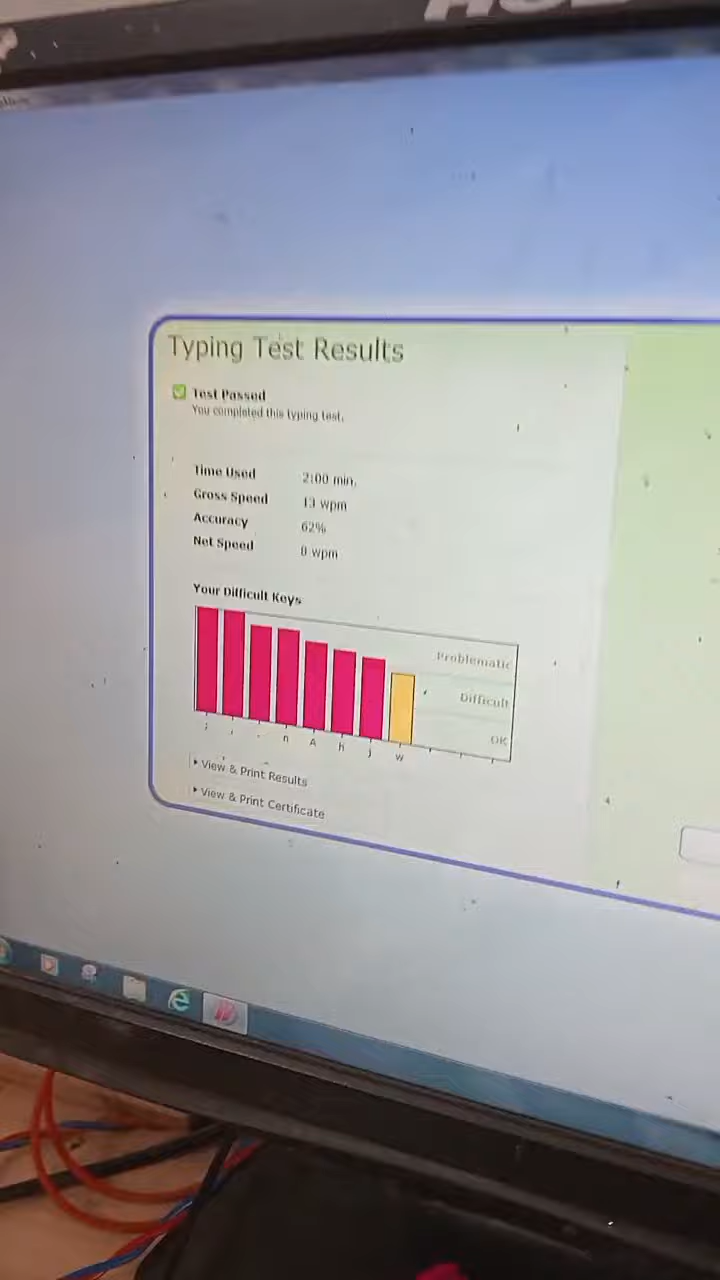 Typing Test Results
Test Passed
You completed this typing test.
Time Used 2:00 min.
Gross Speed 13 wpm
Accuracy 62%
Net Speed 8 wpm
Your Difficult Keys
Problematic
Difficult
OK
; , . n A h j w
View & Print Results
View & Print Certificate